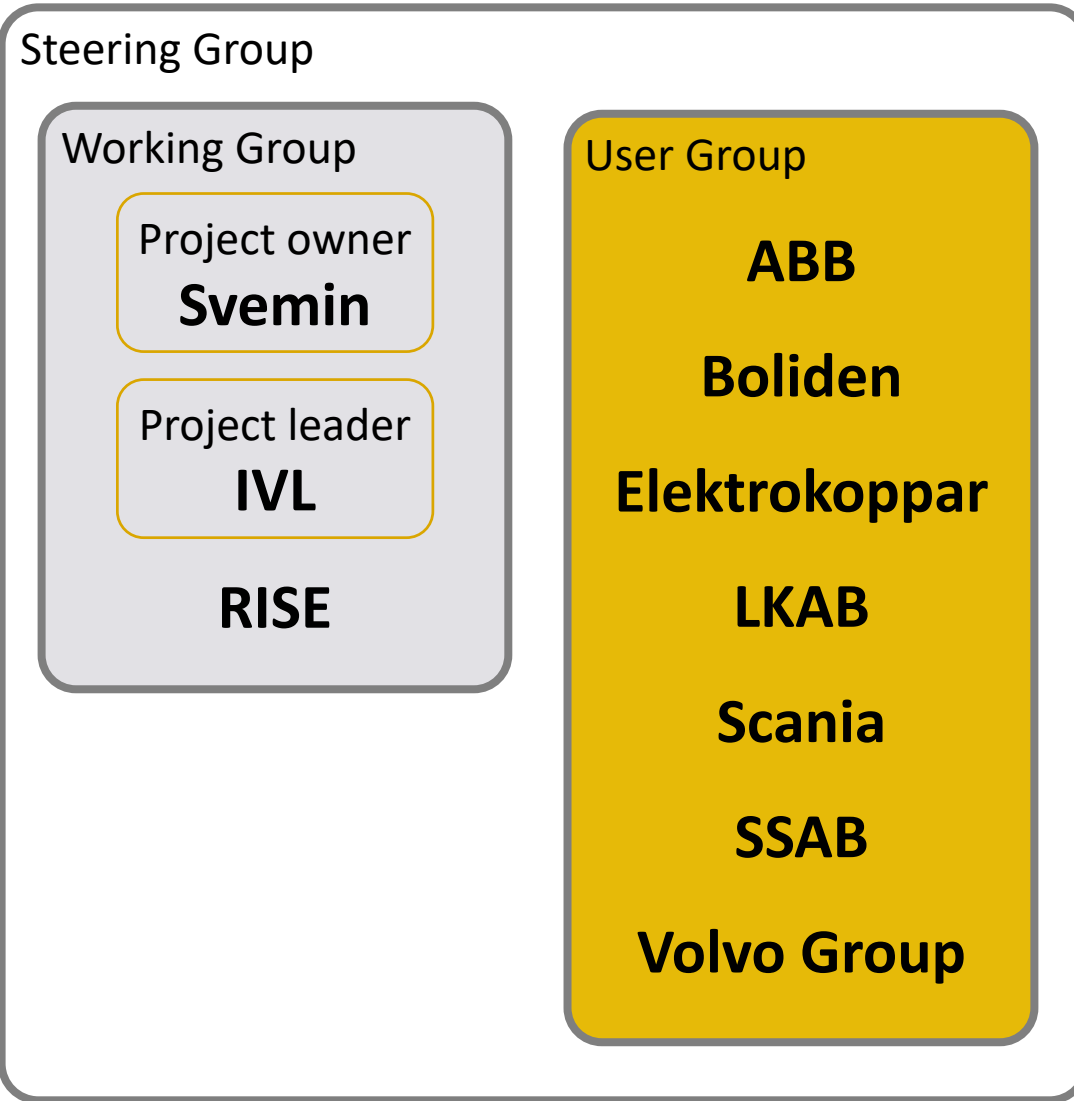 Steering Group
Working Group
Project owner
Svemin
Project leader
IVL
RISE
User Group
ABB
Boliden
Elektrokoppar
LKAB
Scania
SSAB
Volvo Group